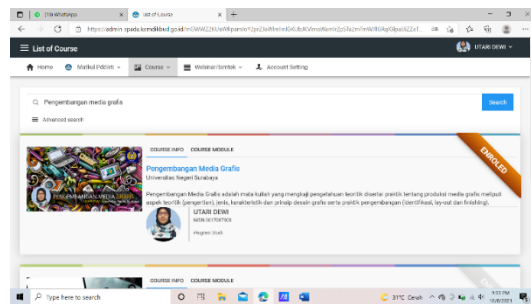 WhatsApp
List of Course
List of Course
UTARI DEWI
Home
Matkul PDDikti
Course
Webinar/Bimtek
Account Setting
Pengembangan media grafis
Search
Advanced search
ENROLED
COURSE INFO COURSE MODULE
Pengembangan Media Grafis
Universitas Negeri Surabaya
Pengembangan Media Grafis adalah mata kuliah yang mengkaji pengetahuan teoritik disertai praktik tentang produksi media grafis meliputi
aspek teoritik (pengertian), jenis, karakteristik dan prinsip desain grafis serta praktik pengembangan (identifikasi, lay-out dan finishing).
PENGEMBANGAN MEDIA GRAFIS
UTARI DEWI
Program Studi
COURSE INFO COURSE MODULE
Type here to search
31°C Cerah